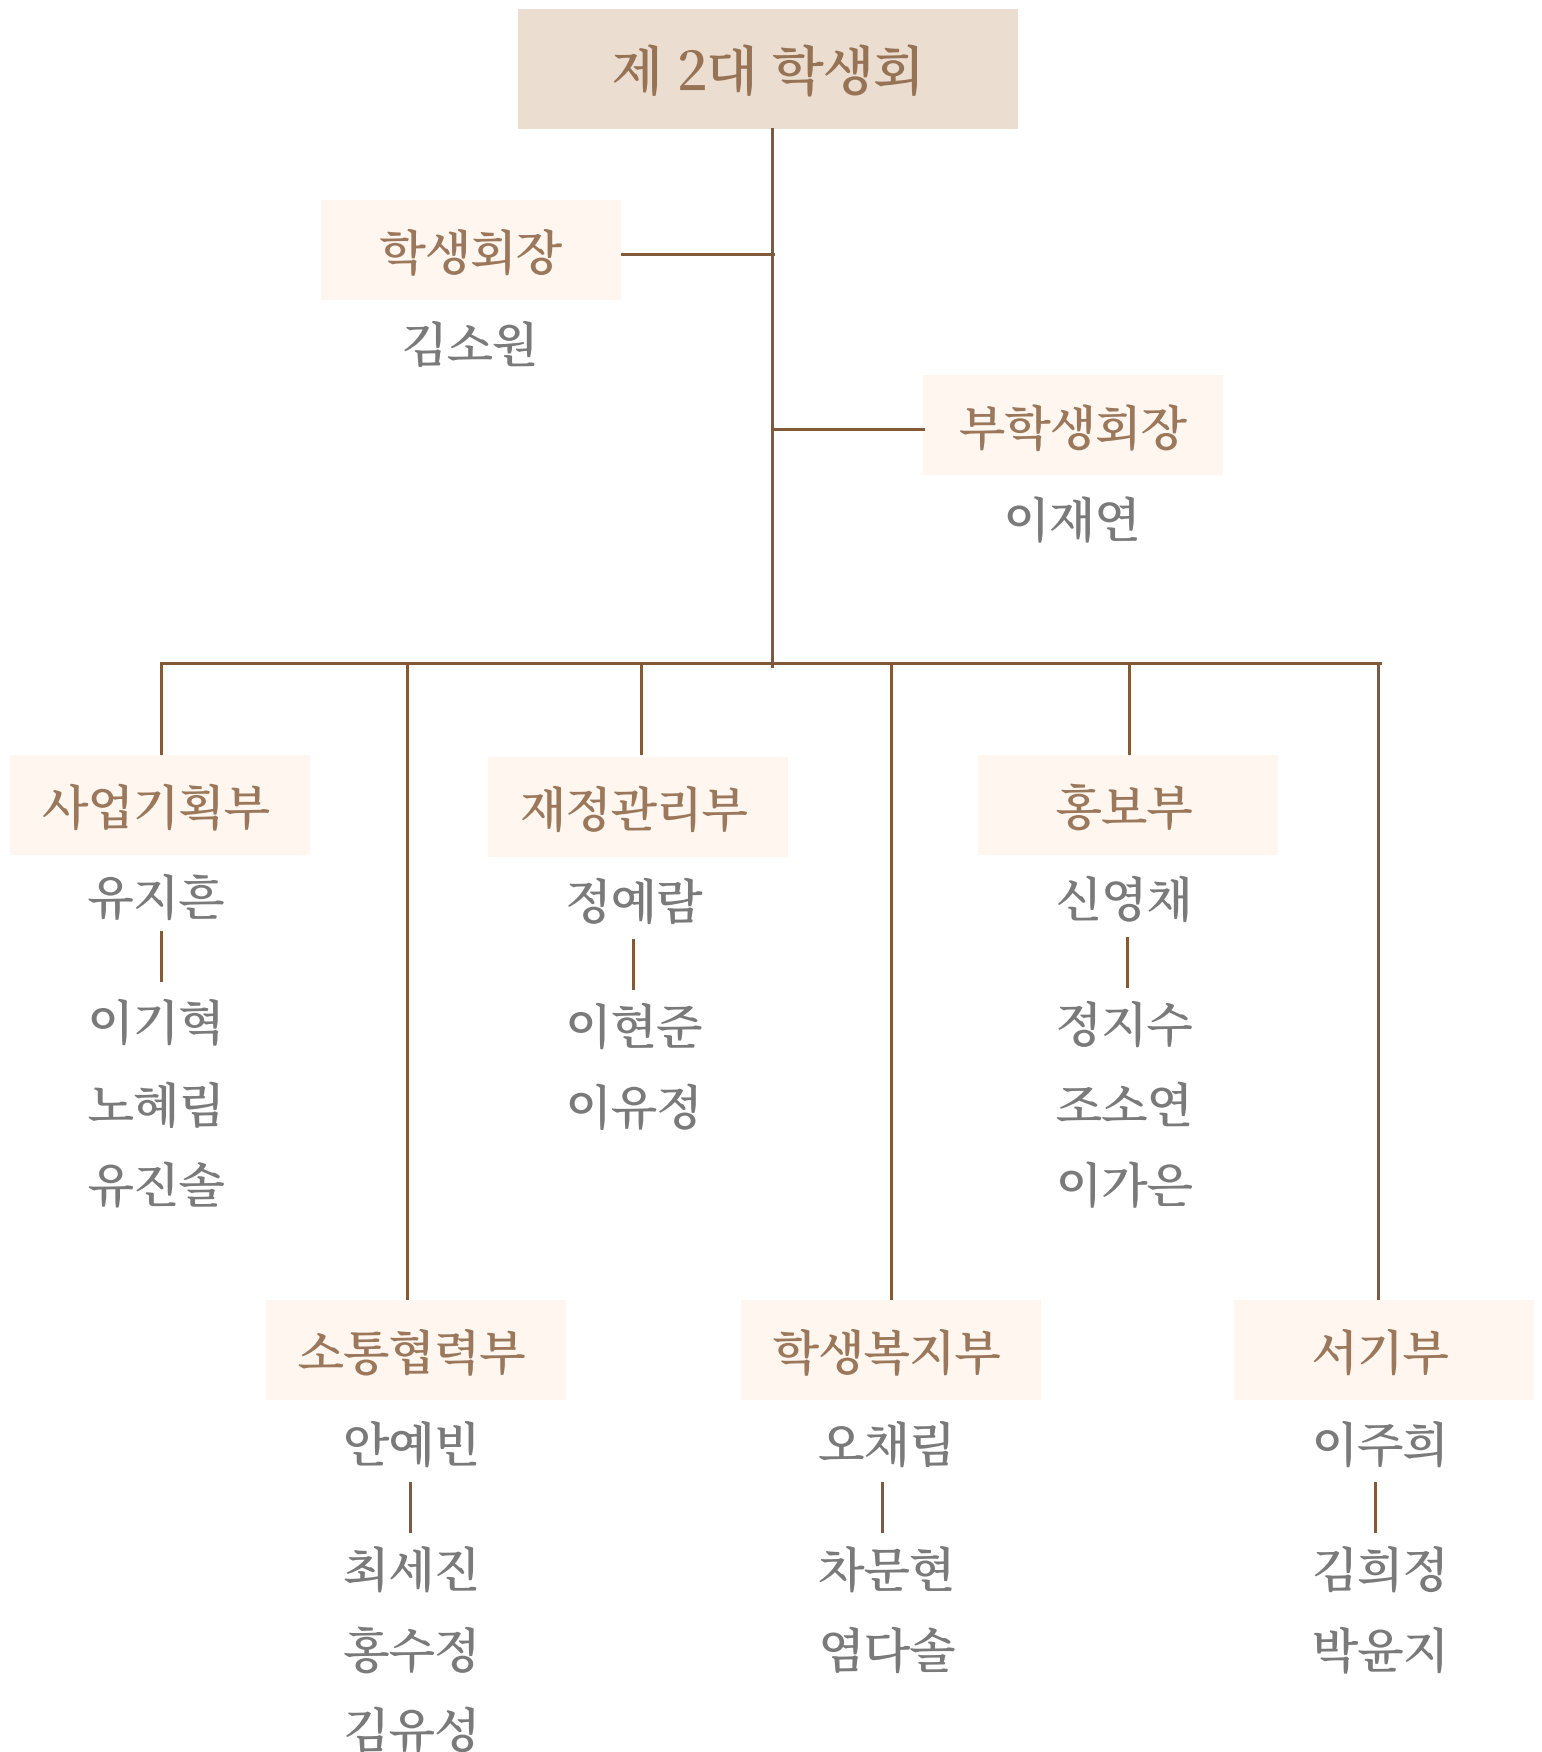 제 2대 학생회
학생회장
김소원
부학생회장
이재연
사업기획부
유지흔
이기혁
노혜림
유진솔
재정관리부
정예람
이현준
이유정
홍보부
신영채
정지수
조소연
이가은
소통협력부
안예빈
최세진
홍수정
김유성
학생복지부
오채림
차문현
염다솔
서기부
이주희
김희정
박윤지